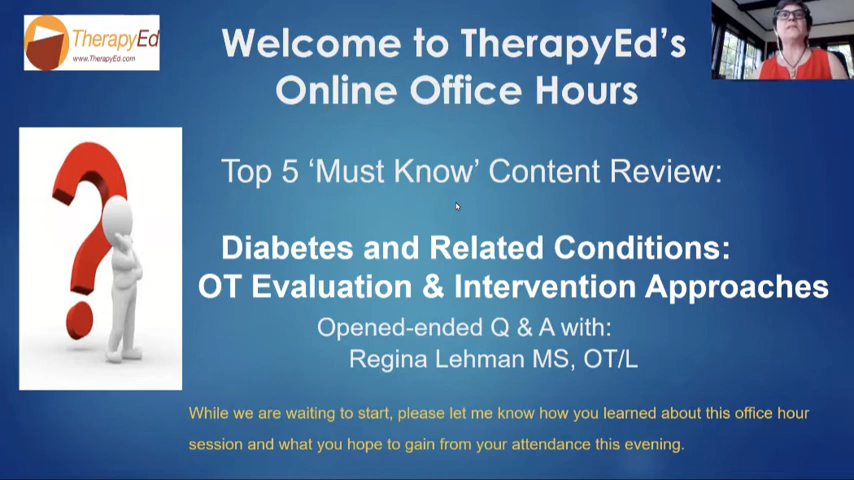 TherapyEd
www.TherapyEd.com
Welcome to TherapyEd's
Online Office Hours
Top 5 'Must Know' Content Review:
Diabetes and Related Conditions:
OT Evaluation & Intervention Approaches
Opened-ended Q & A with:
Regina Lehman MS, OT/L
While we are waiting to start, please let me know how you learned about this office hour
session and what you hope to gain from your attendance this evening.